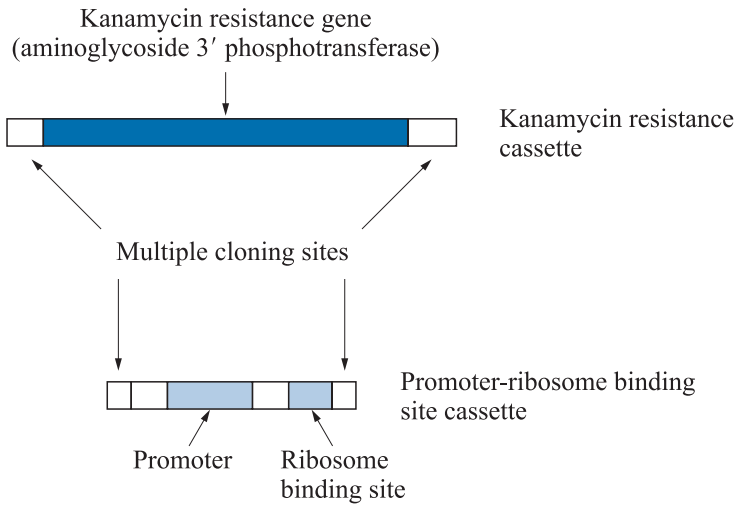 Kanamycin resistance gene
(aminoglycoside 3′ phosphotransferase)
Kanamycin resistance
cassette
Multiple cloning sites
Promoter-ribosome binding
site cassette
Promoter
Ribosome
binding site